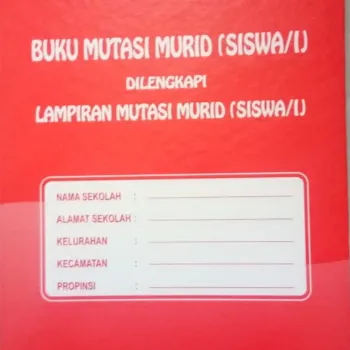 BUKU MUTASI MURID (SISWA/I)
DILENGKAPI
LAMPIRAN MUTASI MURID (SISWA/I)
NAMA SEKOLAH :
ALAMAT SEKOLAH :
KELURAHAN :
KECAMATAN :
PROPINSI :